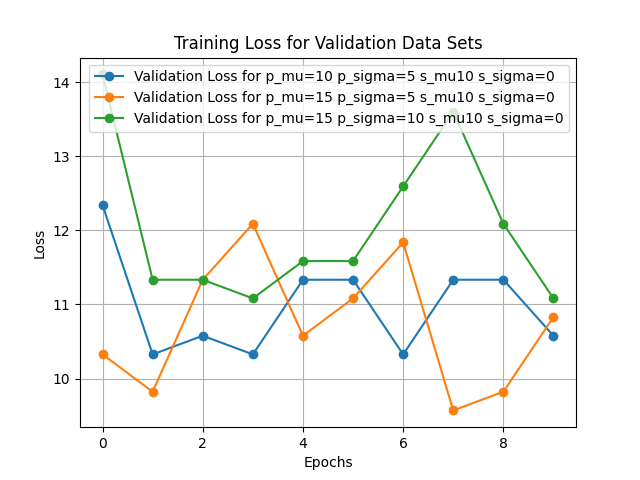 Training Loss for Validation Data Sets
Validation Loss for p_mu=10 p_sigma=5 s_mu10 s_sigma=0
Validation Loss for p_mu=15 p_sigma=5 s_mu10 s_sigma=0
Validation Loss for p_mu=15 p_sigma=10 s_mu10 s_sigma=0
14
13
12
11
10
Loss
0 2 4 6 8
Epochs